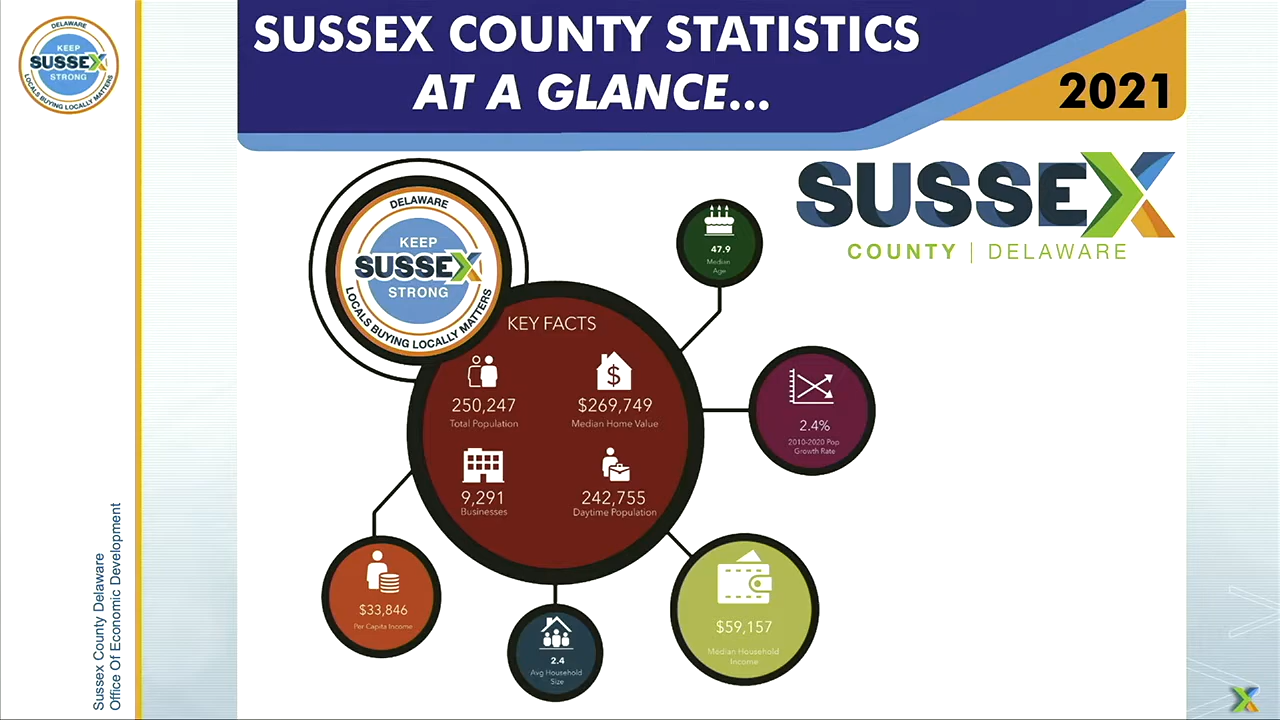 DELAWARE
KEEP
SUSSEX
STRONG
LOCALS BUYING LOCALLY MATTERS
SUSSEX COUNTY STATISTICS
AT A GLANCE...
2021
SUSSEX
COUNTY | DELAWARE
DELAWARE
KEEP
SUSSEX
STRONG
LOCALS BUYING LOCALLY MATTERS
47.9
Median
Age
KEY FACTS
250,247
Total Population
$269,749
Median Home Value
9,291
Businesses
242,755
Daytime Population
2.4%
2010-2020 Pop
Growth Rate
$33,846
Per Capita Income
2.4
Avg Household
Size
$59,157
Median Household
Income
Sussex County Delaware
Office Of Economic Development